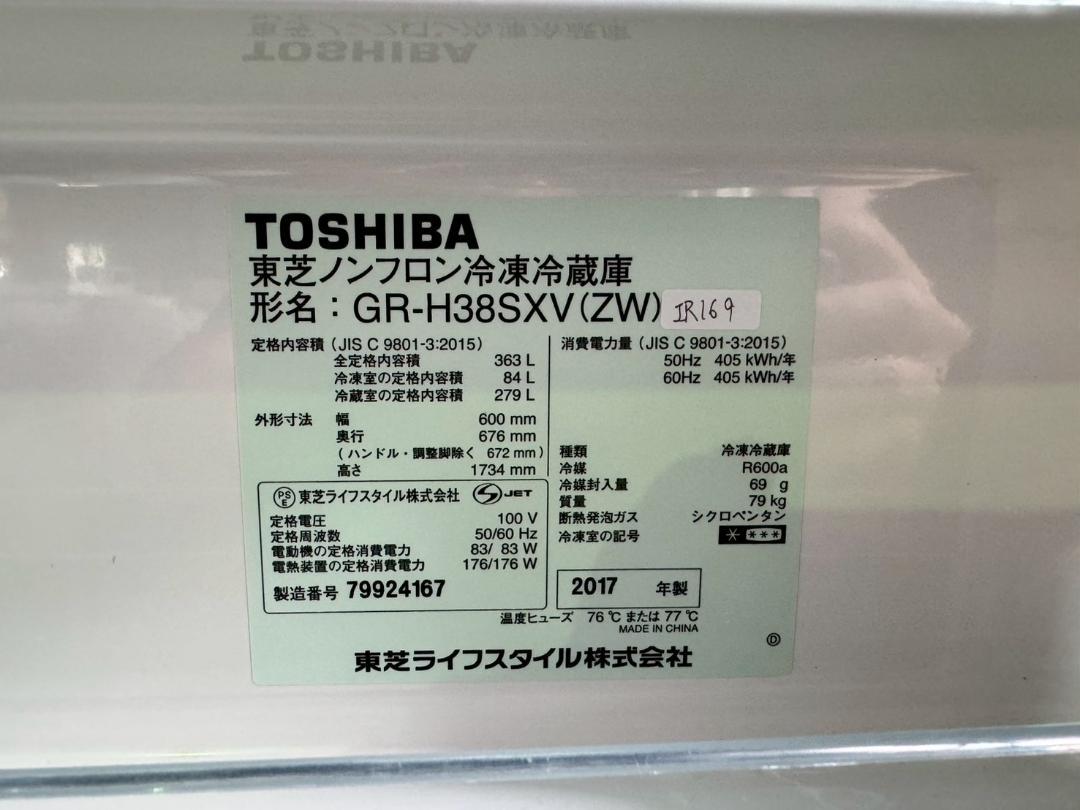 TOSHIBA
東芝ノンフロン冷凍冷蔵庫
形名：GR-H38SXV(ZW) IR169
定格内容積（JIS C 9801-3:2015）
全定格内容積 363 L
冷凍室の定格内容積 84 L
冷蔵室の定格内容積 279 L
外形寸法 幅 600 mm
奥行 676 mm
（ハンドル・調整脚除く 672 mm）
高さ 1734 mm
消費電力量（JIS C 9801-3:2015）
50Hz 405 kWh/年
60Hz 405 kWh/年
種類 冷凍冷蔵庫
冷媒 R600a
冷媒封入量 69 g
質量 79 kg
断熱発泡ガス シクロペンタン
冷凍室の記号 * ***
PSE 東芝ライフスタイル株式会社 S JET
定格電圧 100 V
定格周波数 50/60 Hz
電動機の定格消費電力 83/ 83 W
電熱装置の定格消費電力 176/176 W
製造番号 79924167
2017 年製
温度ヒューズ 76 ℃ または 77 ℃
MADE IN CHINA
Ⓓ
東芝ライフスタイル株式会社